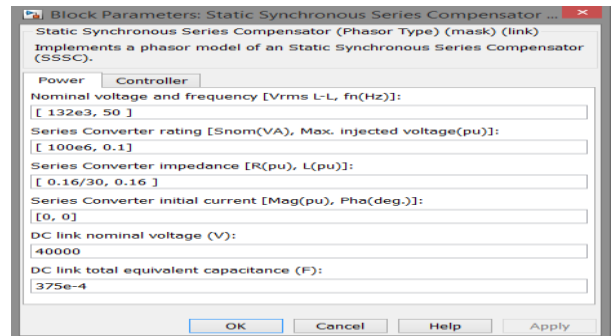 Block Parameters: Static Synchronous Series Compensator ...
Static Synchronous Series Compensator (Phasor Type) (mask) (link)
Implements a phasor model of an Static Synchronous Series Compensator
(SSSC).
Power Controller
Nominal voltage and frequency [Vrms L-L, fn(Hz)]:
[ 132e3, 50 ]
Series Converter rating [Snom(VA), Max. injected voltage(pu)]:
[ 100e6, 0.1]
Series Converter impedance [R(pu), L(pu)]:
[ 0.16/30, 0.16 ]
Series Converter initial current [Mag(pu), Pha(deg.)]:
[0, 0]
DC link nominal voltage (V):
40000
DC link total equivalent capacitance (F):
375e-4
OK Cancel Help Apply